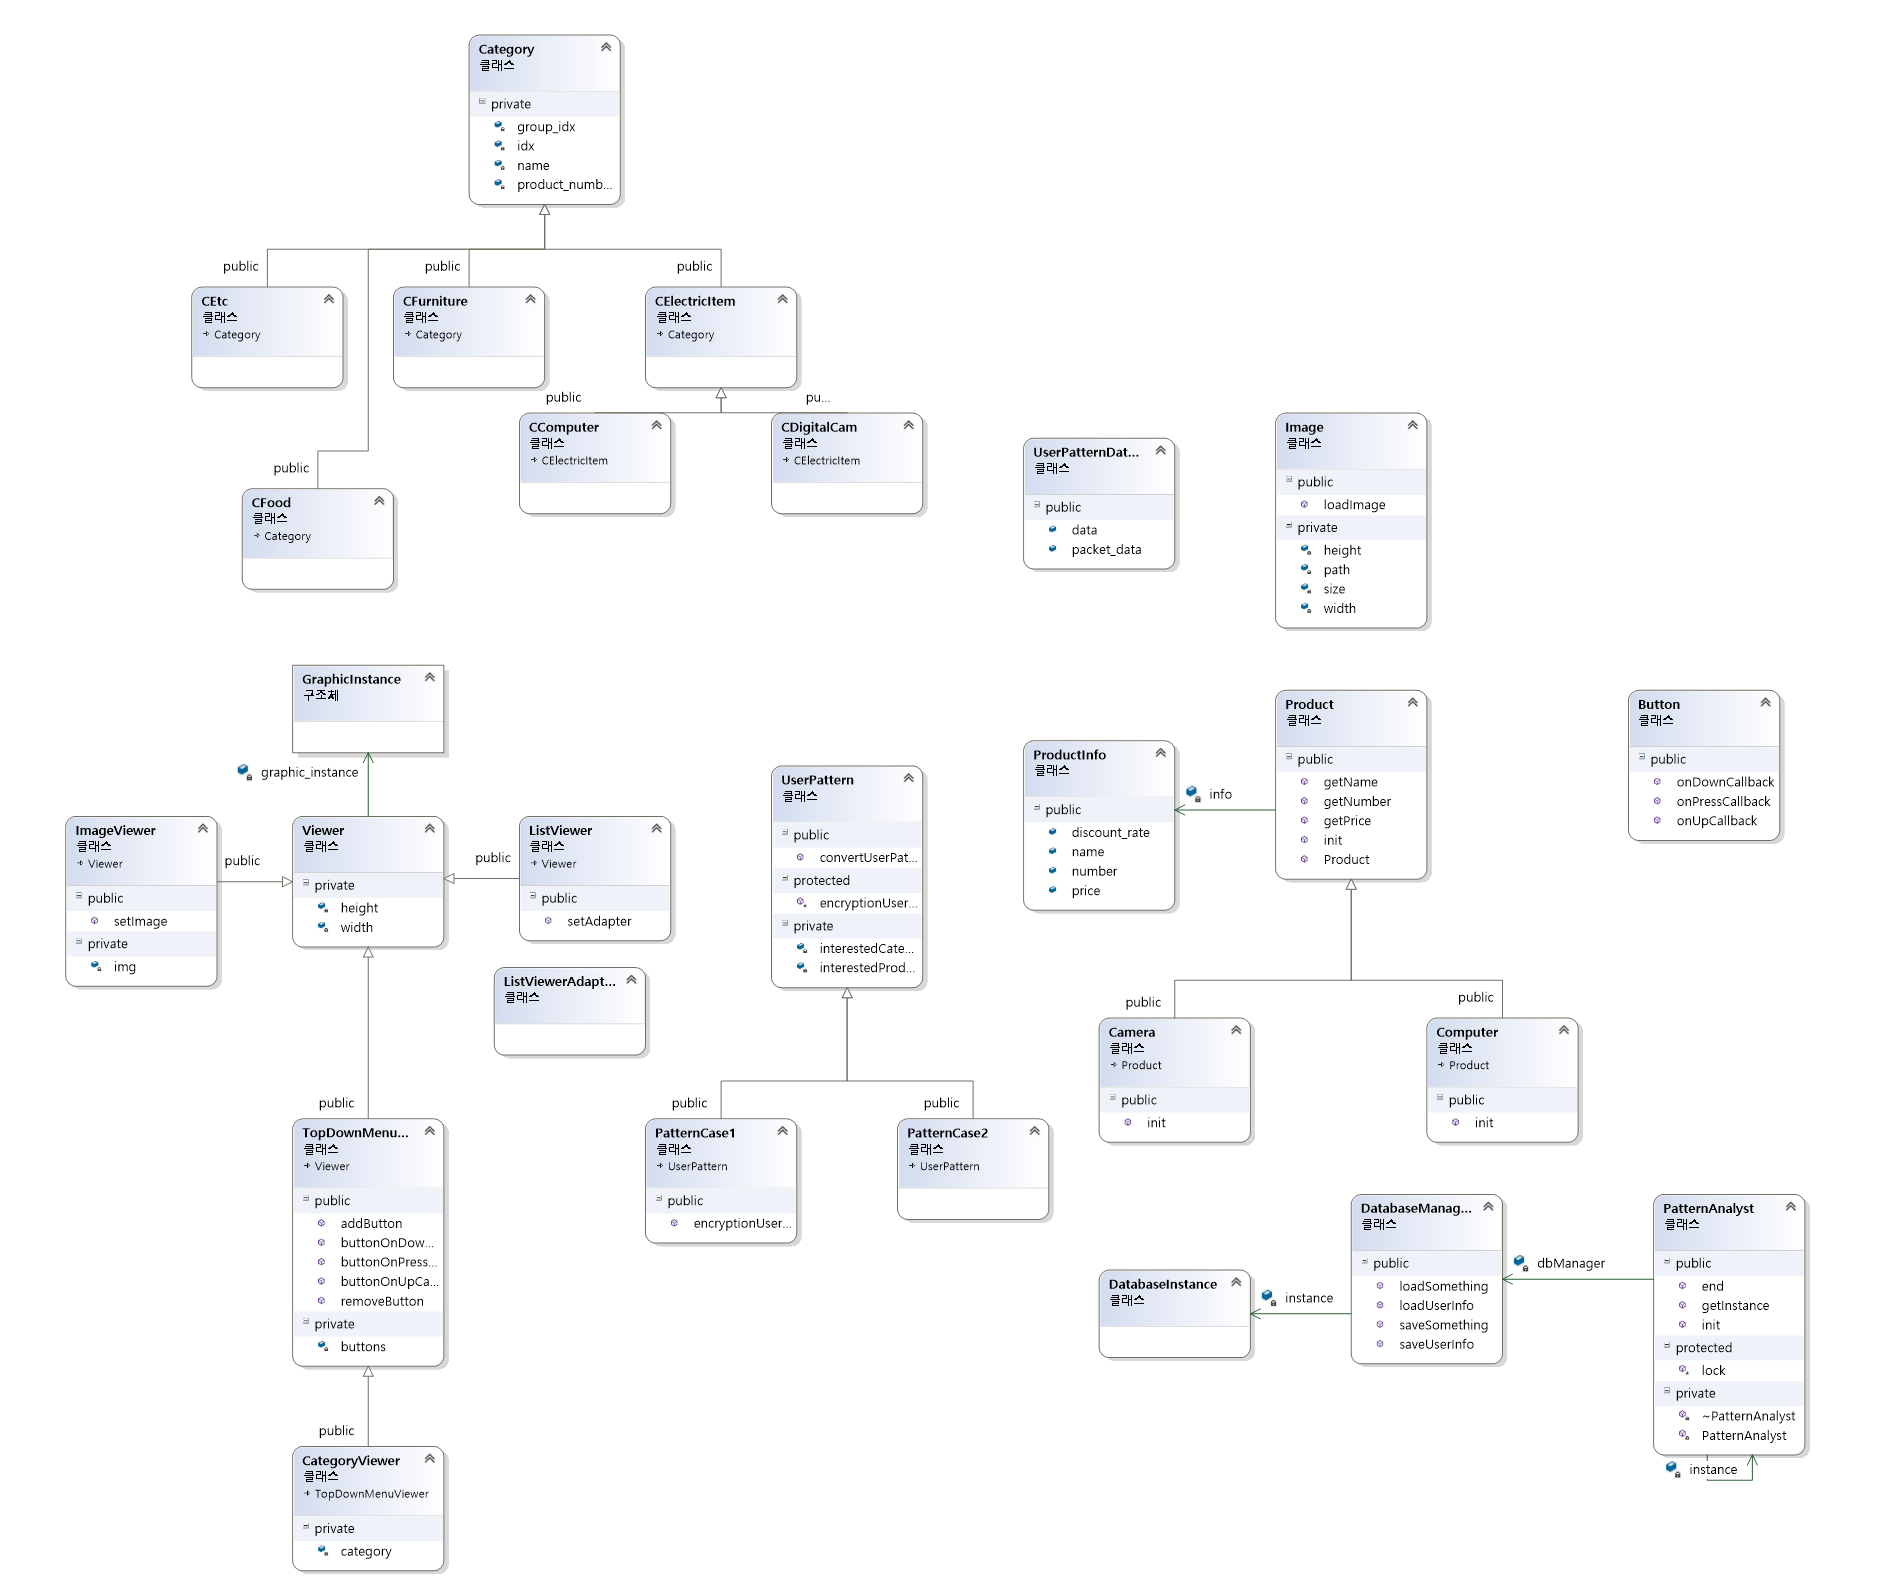 Category
클래스
private
group_idx
idx
name
product_numb...
public
public
public
CEtc
클래스
Category
CFurniture
클래스
Category
CElectricItem
클래스
Category
public
pu...
CComputer
클래스
CElectricItem
CDigitalCam
클래스
CElectricItem
public
CFood
클래스
Category
UserPatternDat...
클래스
public
data
packet_data
Image
클래스
public
loadImage
private
height
path
size
width
GraphicInstance
구조체
graphic_instance
ImageViewer
클래스
Viewer
public
setImage
private
img
public
Viewer
클래스
private
height
width
public
ListViewer
클래스
Viewer
public
setAdapter
ListViewerAdapt...
클래스
UserPattern
클래스
public
convertUserPat...
protected
encryptionUser...
private
interestedCate...
interestedProd...
ProductInfo
클래스
public
discount_rate
name
number
price
info
Product
클래스
public
getName
getNumber
getPrice
init
Product
Button
클래스
public
onDownCallback
onPressCallback
onUpCallback
public
public
Camera
클래스
Product
public
init
Computer
클래스
Product
public
init
public
TopDownMenu...
클래스
Viewer
public
addButton
buttonOnDow...
buttonOnPress...
buttonOnUpCa...
removeButton
private
buttons
public
public
PatternCase1
클래스
UserPattern
public
encryptionUser...
PatternCase2
클래스
UserPattern
DatabaseInstance
클래스
instance
DatabaseManag...
클래스
public
loadSomething
loadUserInfo
saveSomething
saveUserInfo
dbManager
PatternAnalyst
클래스
public
end
getInstance
init
protected
lock
private
~PatternAnalyst
PatternAnalyst
instance
public
CategoryViewer
클래스
TopDownMenuViewer
private
category